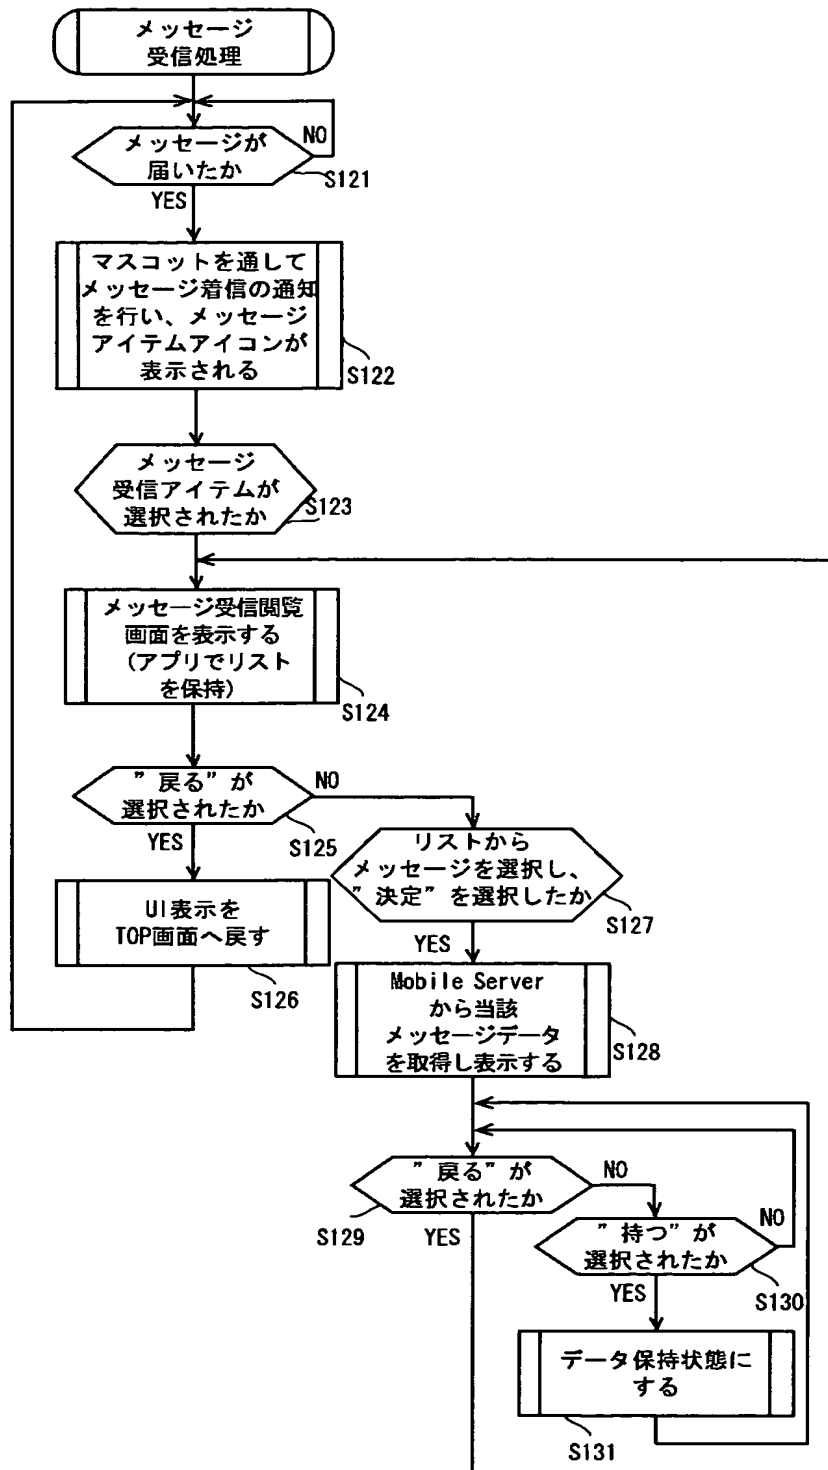 メッセージ
受信処理
メッセージが
届いたか
NO
S121
YES
マスコットを通して
メッセージ着信の通知
を行い、メッセージ
アイテムアイコンが
表示される
S122
メッセージ
受信アイテムが
選択されたか
S123
メッセージ受信閲覧
画面を表示する
(アプリでリスト
を保持)
S124
”戻る”が
選択されたか
NO
S125
YES
UI表示を
TOP画面へ戻す
S126
リストから
メッセージを選択し、
”決定”を選択したか
S127
YES
Mobile Server
から当該
メッセージデータ
を取得し表示する
S128
”戻る”が
選択されたか
NO
S129
YES
”持つ”が
選択されたか
NO
S130
YES
データ保持状態に
する
S131